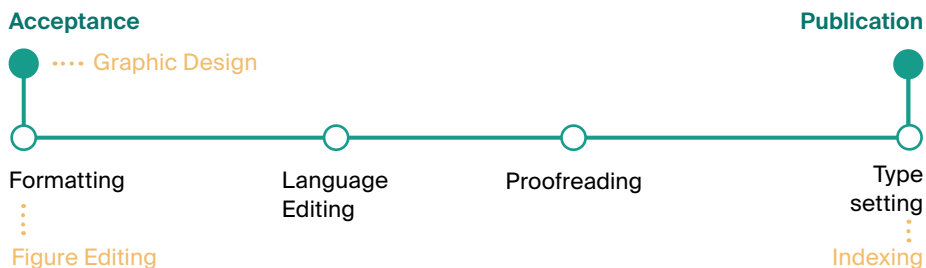 Acceptance
Publication
Graphic Design
Formatting
Language
Editing
Proofreading
Type
setting
Figure Editing
Indexing